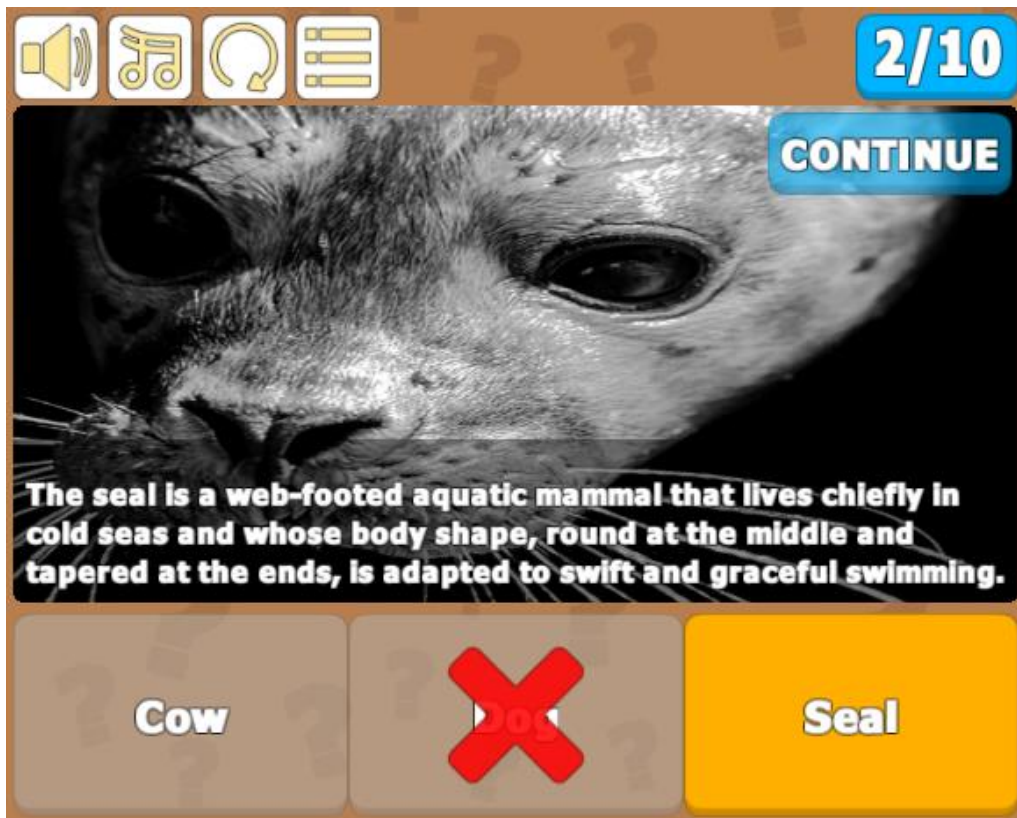 2/10
CONTINUE
The seal is a web-footed aquatic mammal that lives chiefly in
cold seas and whose body shape, round at the middle and
tapered at the ends, is adapted to swift and graceful swimming.
Cow
Dog
Seal